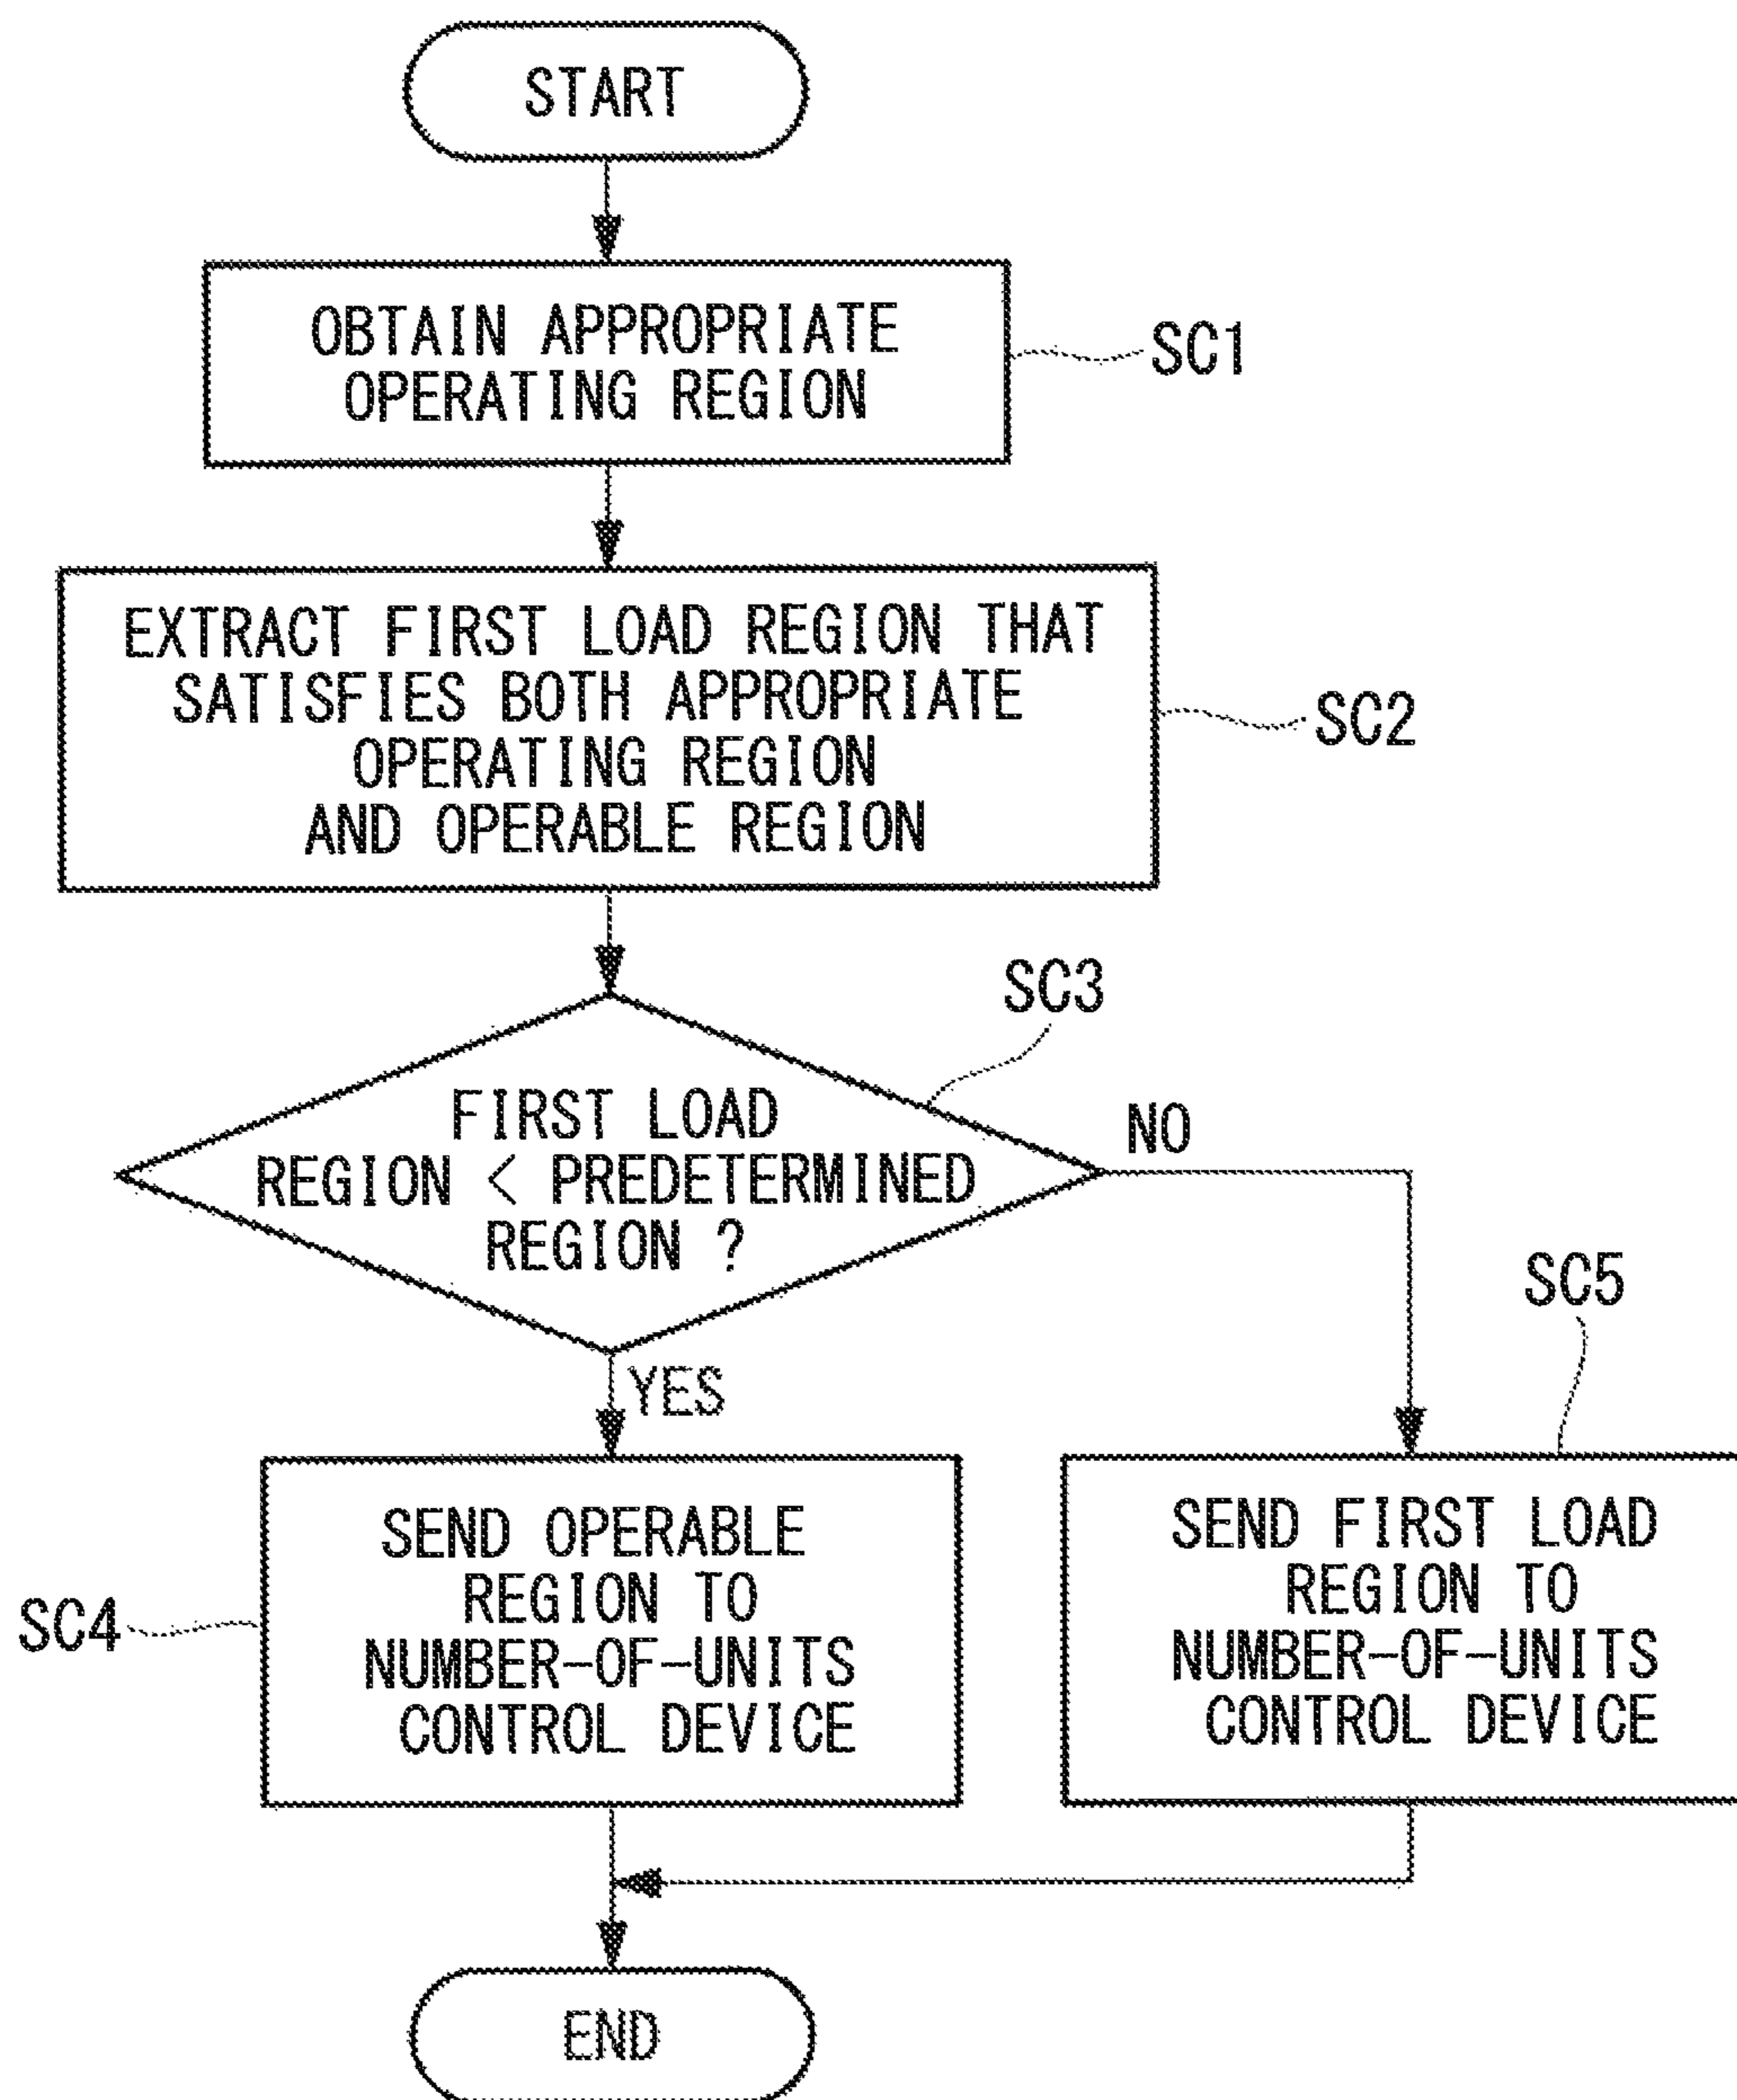 START
OBTAIN APPROPRIATE
OPERATING REGION
SC1
EXTRACT FIRST LOAD REGION THAT
SATISFIES BOTH APPROPRIATE
OPERATING REGION
AND OPERABLE REGION
SC2
SC3
FIRST LOAD
REGION < PREDETERMINED
REGION ?
NO
YES
SC4
SEND OPERABLE
REGION TO
NUMBER-OF-UNITS
CONTROL DEVICE
SC5
SEND FIRST LOAD
REGION TO
NUMBER-OF-UNITS
CONTROL DEVICE
END